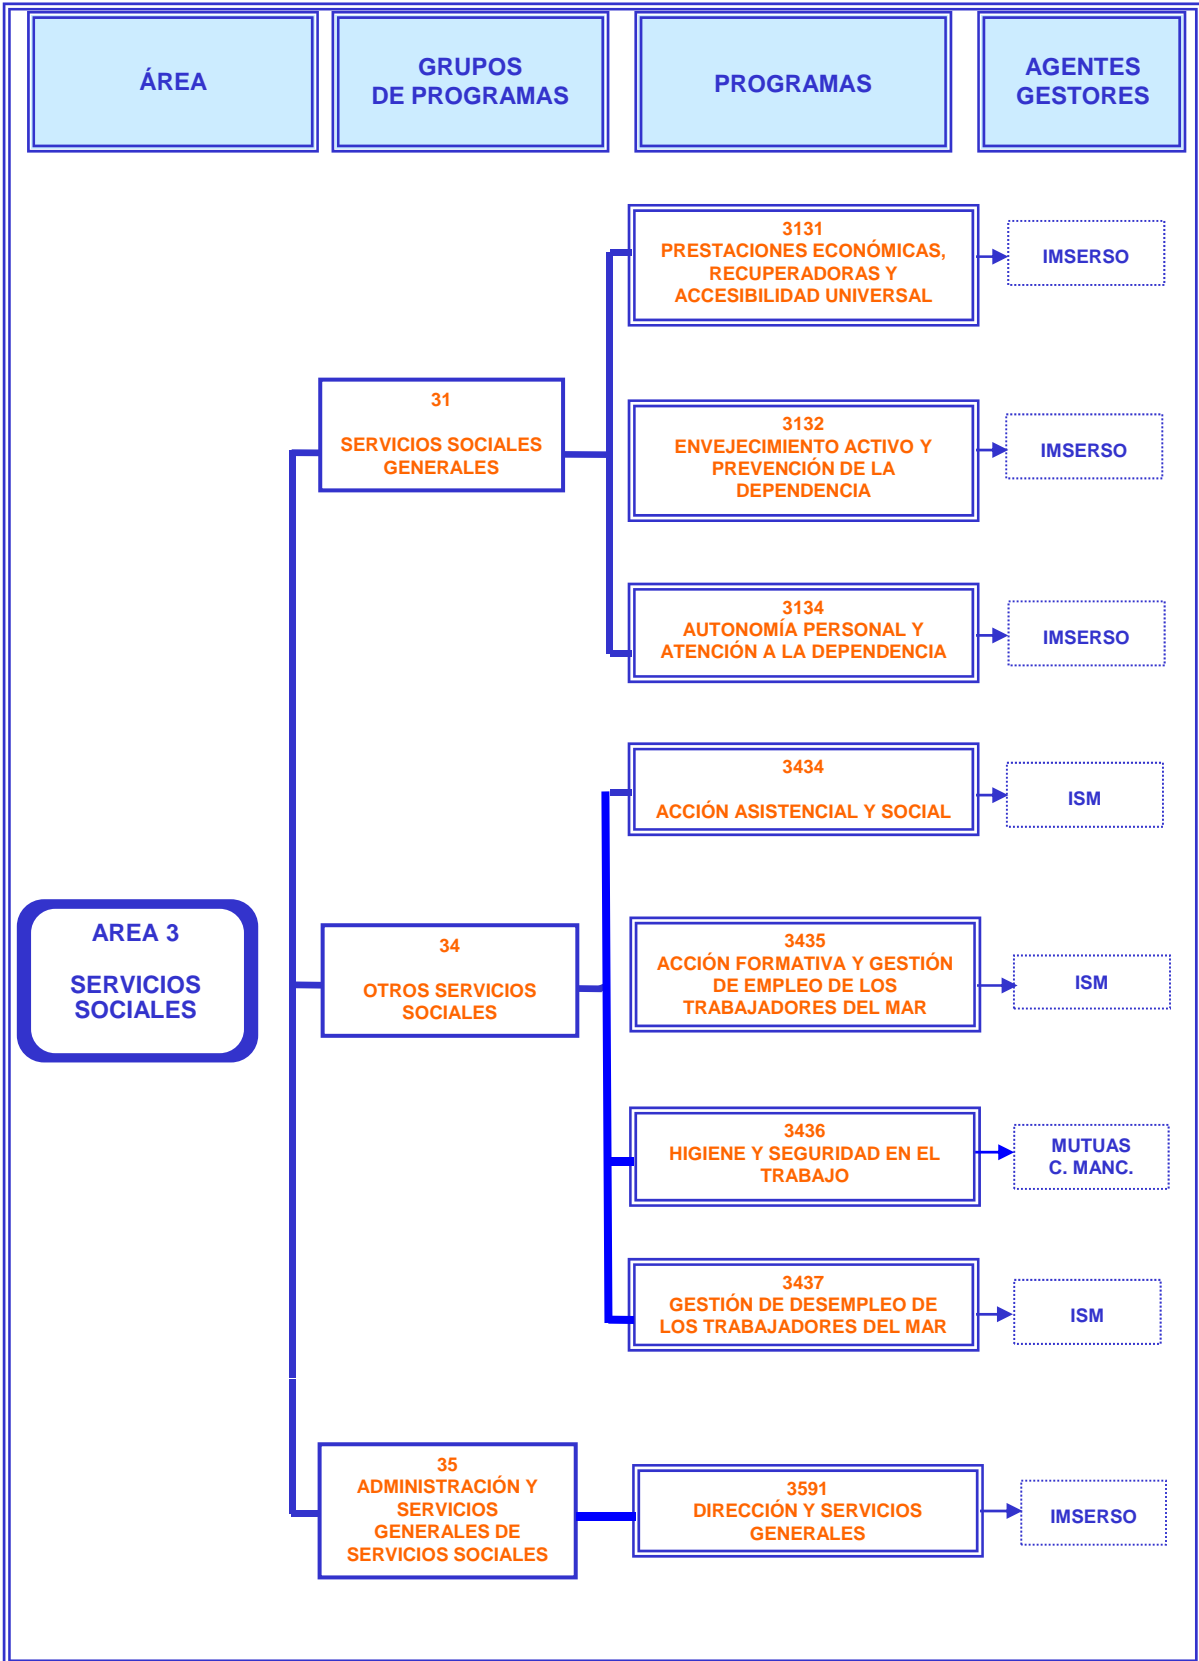 ÁREA
GRUPOS
DE PROGRAMAS
PROGRAMAS
AGENTES
GESTORES
3131
PRESTACIONES ECONÓMICAS,
RECUPERADORAS Y
ACCESIBILIDAD UNIVERSAL
IMSERSO
31
SERVICIOS SOCIALES
GENERALES
3132
ENVEJECIMIENTO ACTIVO Y
PREVENCIÓN DE LA
DEPENDENCIA
IMSERSO
3134
AUTONOMÍA PERSONAL Y
ATENCIÓN A LA DEPENDENCIA
IMSERSO
3434
ACCIÓN ASISTENCIAL Y SOCIAL
ISM
AREA 3
SERVICIOS
SOCIALES
34
OTROS SERVICIOS
SOCIALES
3435
ACCIÓN FORMATIVA Y GESTIÓN
DE EMPLEO DE LOS
TRABAJADORES DEL MAR
ISM
3436
HIGIENE Y SEGURIDAD EN EL
TRABAJO
MUTUAS
C. MANC.
3437
GESTIÓN DE DESEMPLEO DE
LOS TRABAJADORES DEL MAR
ISM
35
ADMINISTRACIÓN Y
SERVICIOS
GENERALES DE
SERVICIOS SOCIALES
3591
DIRECCIÓN Y SERVICIOS
GENERALES
IMSERSO